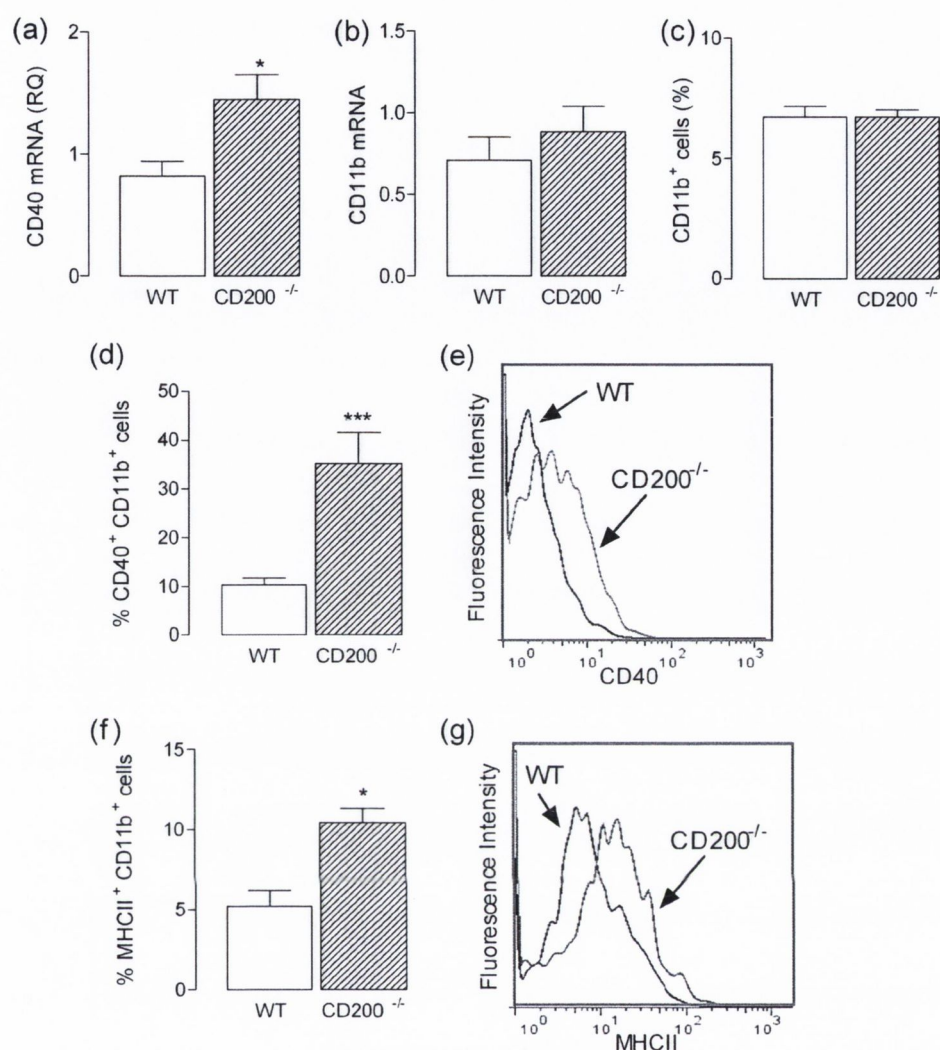 (a)
CD40 mRNA (RQ)
2
1
0
*
WT
CD200 -/-
(b)
CD11b mRNA
1.5
1.0
0.5
0.0
WT
CD200 -/-
(c)
CD11b+ cells (%)
10
5
0
WT
CD200 -/-
(d)
% CD40+ CD11b+ cells
50
40
30
20
10
0
***
WT
CD200 -/-
(e)
Fluorescence Intensity
WT
CD200-/-
10^0 10^1 10^2 10^3
CD40
(f)
% MHCII+ CD11b+ cells
15
10
5
0
*
WT
CD200 -/-
(g)
Fluorescence Intensity
WT
CD200-/-
10^0 10^1 10^2 10^3
MHCII